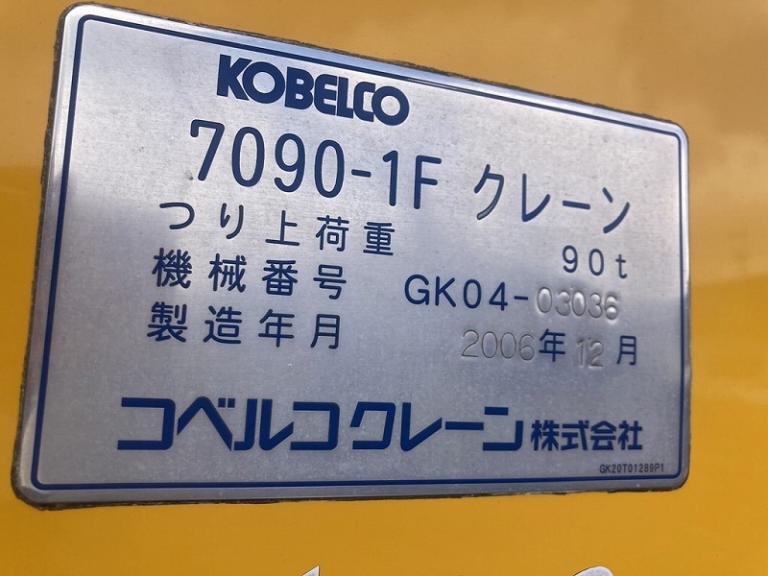 KOBELCO
7090-1F クレーン
つり上荷重 90t
機械番号 GK04-03036
製造年月 2006年12月
コベルコクレーン株式会社
GK20T01289P1